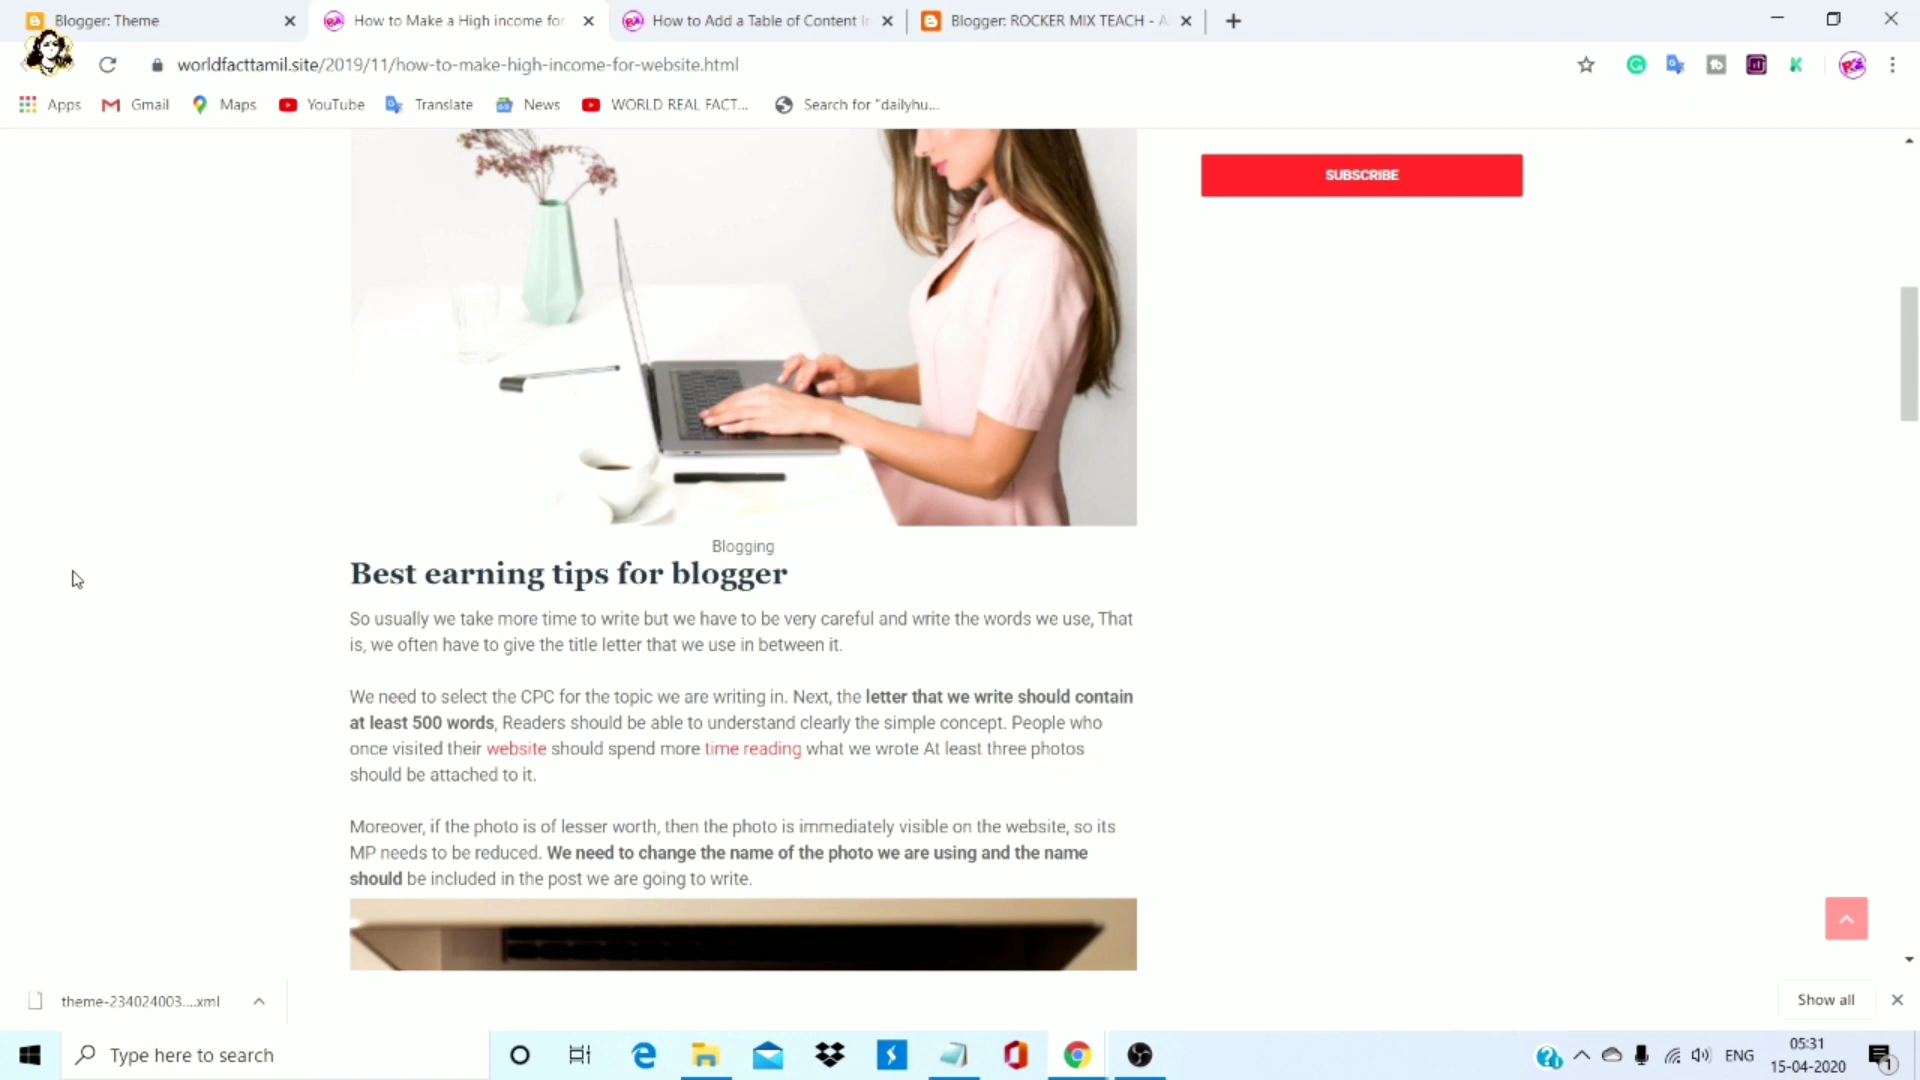 Blogger: Theme
How to Make a High income for
How to Add a Table of Content I
Blogger: ROCKER MIX TEACH - A
worldfacttamil.site/2019/11/how-to-make-high-income-for-website.html
Apps
Gmail
Maps
YouTube
Translate
News
WORLD REAL FACT...
Search for "dailyhu...
SUBSCRIBE
Blogging
Best earning tips for blogger
So usually we take more time to write but we have to be very careful and write the words we use, That
is, we often have to give the title letter that we use in between it.
We need to select the CPC for the topic we are writing in. Next, the letter that we write should contain
at least 500 words, Readers should be able to understand clearly the simple concept. People who
once visited their website should spend more time reading what we wrote At least three photos
should be attached to it.
Moreover, if the photo is of lesser worth, then the photo is immediately visible on the website, so its
MP needs to be reduced. We need to change the name of the photo we are using and the name
should be included in the post we are going to write.
theme-234024003....xml
Show all
Type here to search
ENG
05:31
15-04-2020
1